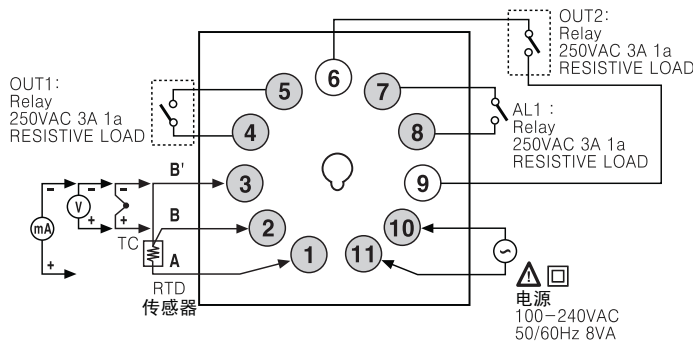 OUT2:
Relay
250VAC 3A 1a
RESISTIVE LOAD
OUT1:
Relay
250VAC 3A 1a
RESISTIVE LOAD
6
5
7
4
8
AL1 :
Relay
250VAC 3A 1a
RESISTIVE LOAD
B'
3
9
mA
-
+
V
-
+
-
+
TC
B
2
10
A
1
11
RTD
传感器
电源
100-240VAC
50/60Hz 8VA